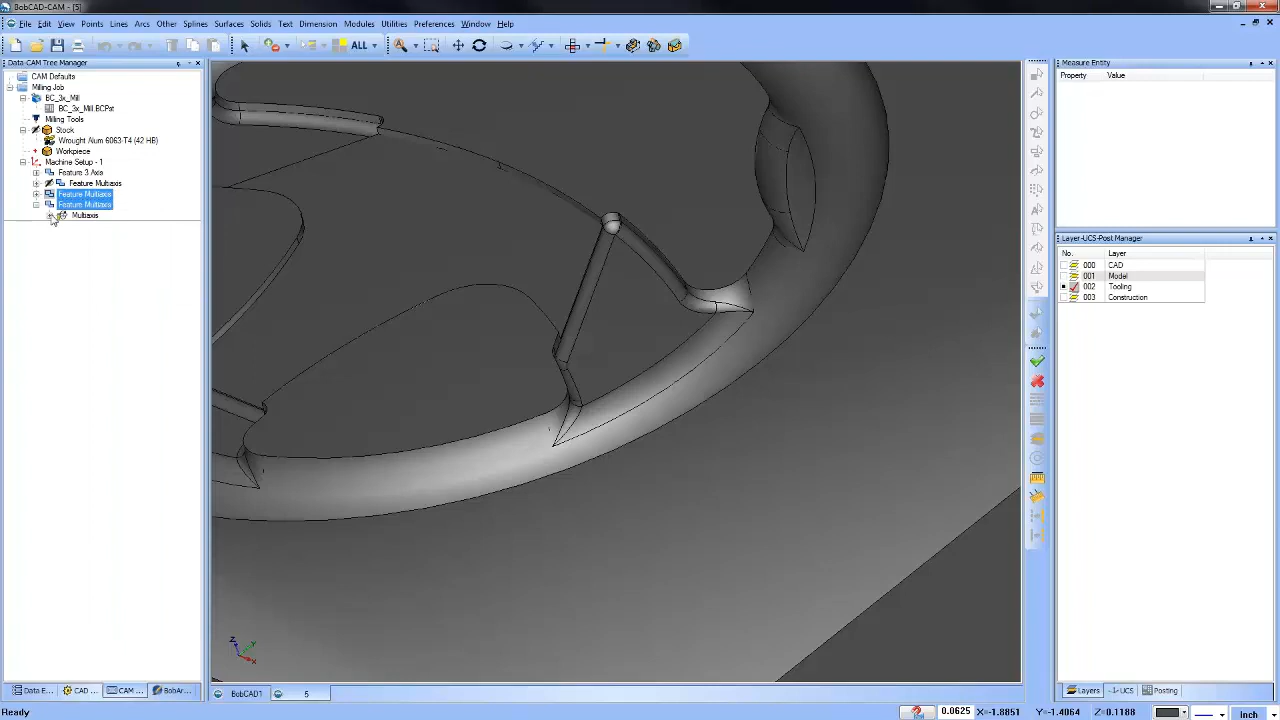 BobCAD-CAM - [5]
File Edit View Points Lines Arcs Other Splines Surfaces Solids Text Dimension Modules Utilities Preferences Window Help
ALL
Data-CAM Tree Manager
CAM Defaults
Milling Job
BC_3x_Mill
BC_3x_Mill.BCPst
Milling Tools
Stock
Wrought Alum 6063-T4 (42 HB)
Workpiece
Machine Setup - 1
Feature 3 Axis
Feature Multiaxis
Feature Multiaxis
Feature Multiaxis
Multiaxis
Z
Y
X
Measure Entity
Property Value
Layer-UCS-Post Manager
No. Layer
000 CAD
001 Model
002 Tooling
003 Construction
Data E... CAD ... CAM ... BobAr...
BobCAD1 5
Layers UCS Posting
Ready
0.0625 X=-1.8851 Y=-1.4064 Z=0.1188 Inch